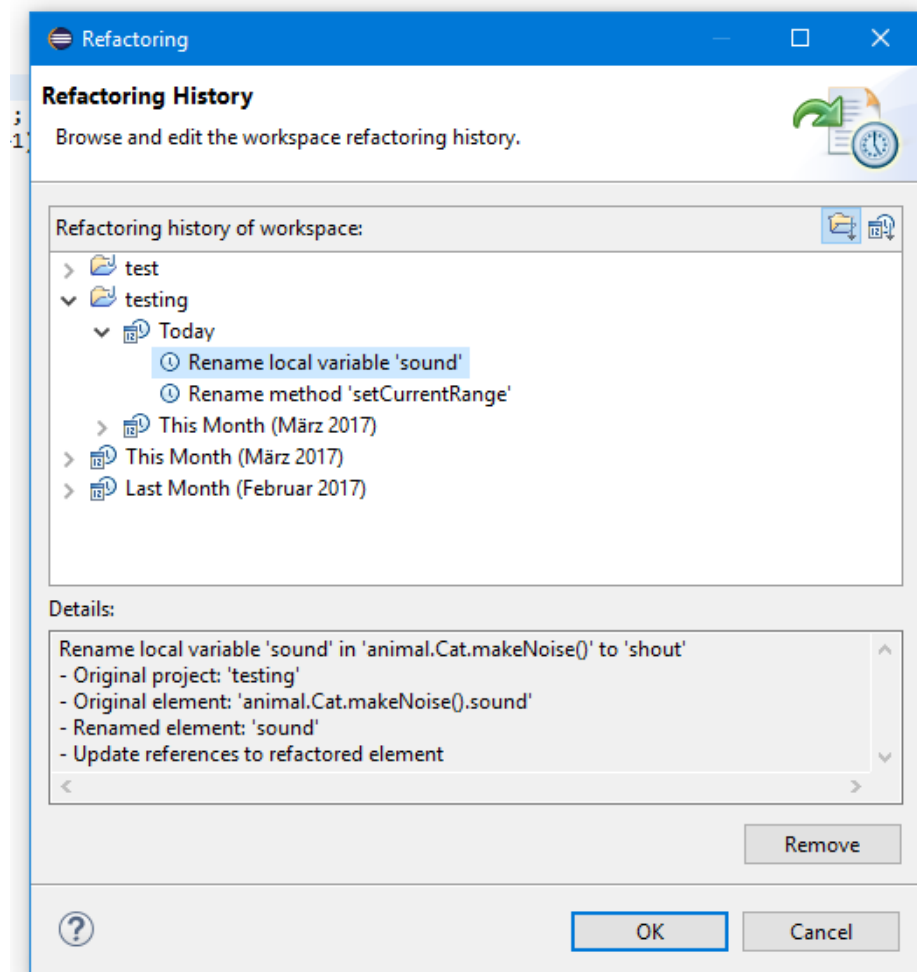 Refactoring
Refactoring History
;
1)
Browse and edit the workspace refactoring history.
Refactoring history of workspace:
test
testing
Today
Rename local variable 'sound'
Rename method 'setCurrentRange'
This Month (März 2017)
This Month (März 2017)
Last Month (Februar 2017)
Details:
Rename local variable 'sound' in 'animal.Cat.makeNoise()' to 'shout'
- Original project: 'testing'
- Original element: 'animal.Cat.makeNoise().sound'
- Renamed element: 'sound'
- Update references to refactored element
Remove
?
OK Cancel